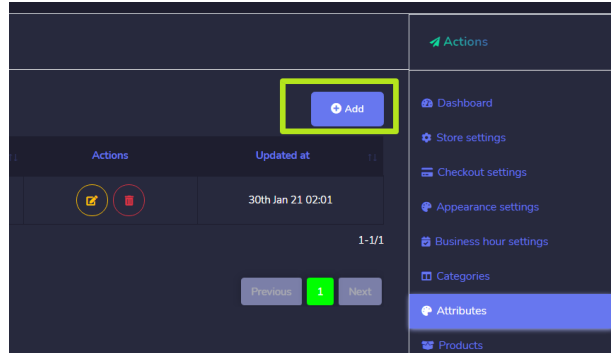 Actions
Add
Dashboard
Store settings
Actions
Updated at
Checkout settings
30th Jan 21 02:01
Appearance settings
1-1/1
Business hour settings
Categories
Previous 1 Next
Attributes
Products